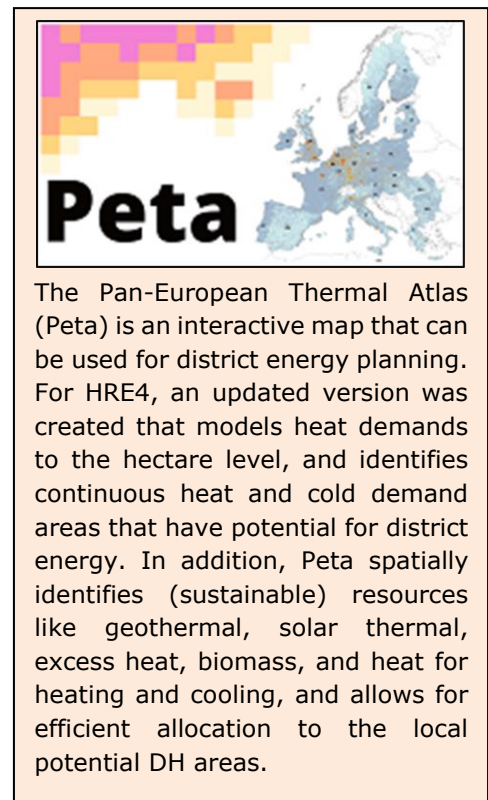 Peta
The Pan-European Thermal Atlas
(Peta) is an interactive map that can
be used for district energy planning.
For HRE4, an updated version was
created that models heat demands
to the hectare level, and identifies
continuous heat and cold demand
areas that have potential for district
energy. In addition, Peta spatially
identifies (sustainable) resources
like geothermal, solar thermal,
excess heat, biomass, and heat for
heating and cooling, and allows for
efficient allocation to the local
potential DH areas.